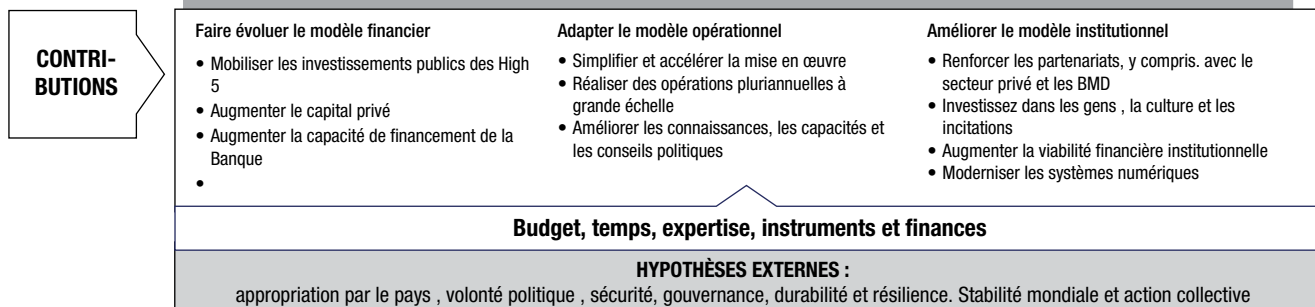 CONTRI-
BUTIONS
Faire évoluer le modèle financier
• Mobiliser les investissements publics des High
5
• Augmenter le capital privé
• Augmenter la capacité de financement de la
Banque
•
Adapter le modèle opérationnel
• Simplifier et accélérer la mise en œuvre
• Réaliser des opérations pluriannuelles à
grande échelle
• Améliorer les connaissances, les capacités et
les conseils politiques
Améliorer le modèle institutionnel
• Renforcer les partenariats, y compris. avec le
secteur privé et les BMD
• Investissez dans les gens , la culture et les
incitations
• Augmenter la viabilité financière institutionnelle
• Moderniser les systèmes numériques
Budget, temps, expertise, instruments et finances
HYPOTHÈSES EXTERNES :
appropriation par le pays , volonté politique , sécurité, gouvernance, durabilité et résilience. Stabilité mondiale et action collective